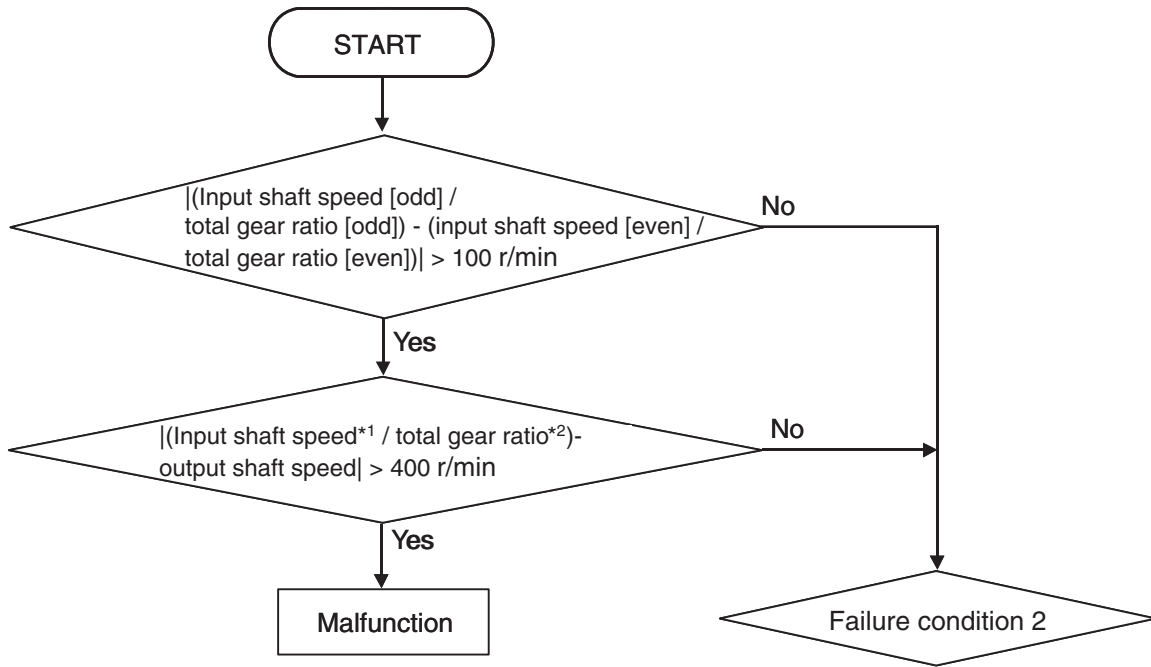 START
|(Input shaft speed [odd] /
total gear ratio [odd]) - (input shaft speed [even] /
total gear ratio [even])| > 100 r/min
No
Yes
|(Input shaft speed*1 / total gear ratio*2)-
output shaft speed| > 400 r/min
No
Yes
Malfunction
Failure condition 2